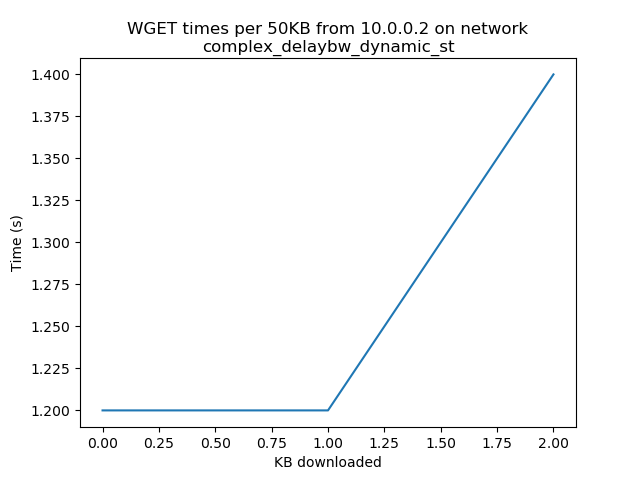 WGET times per 50KB from 10.0.0.2 on network
complex_delaybw_dynamic_st
1.400
1.375
1.350
1.325
1.300
1.275
1.250
1.225
1.200
Time (s)
0.00 0.25 0.50 0.75 1.00 1.25 1.50 1.75 2.00
KB downloaded